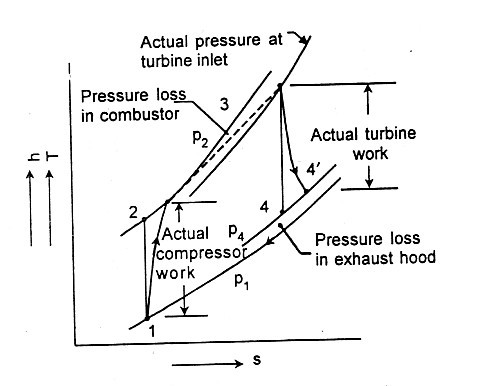 Actual pressure at
turbine inlet
Pressure loss
in combustor
3
p2
Actual turbine
work
4'
h
T
2
4
Actual
compressor
work
p4
Pressure loss
in exhaust hood
p1
1
s